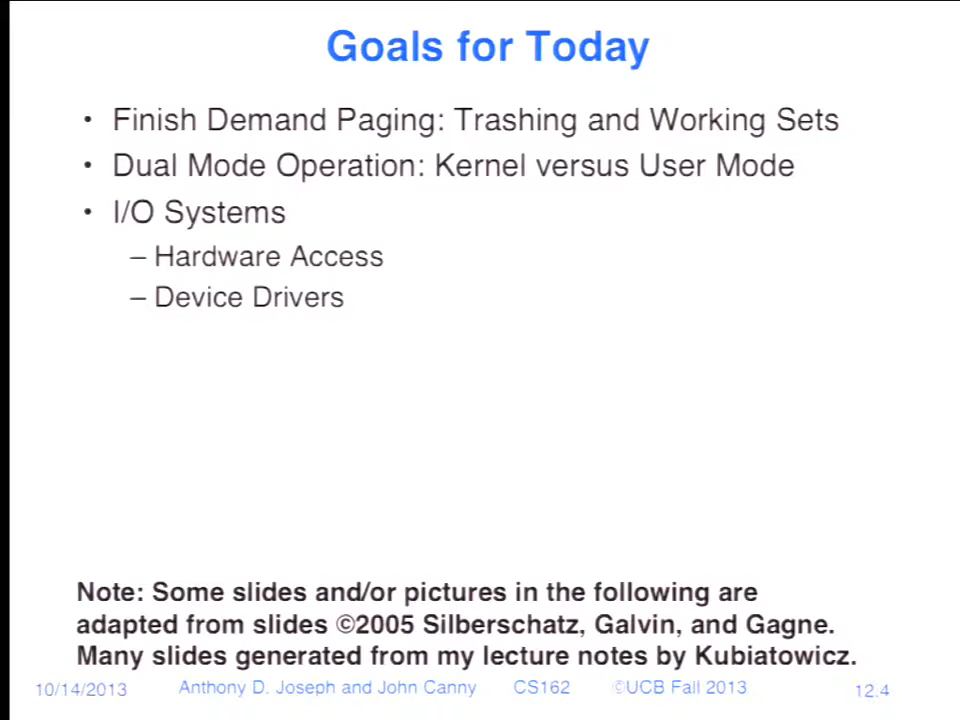 Goals for Today
• Finish Demand Paging: Trashing and Working Sets
• Dual Mode Operation: Kernel versus User Mode
• I/O Systems
– Hardware Access
– Device Drivers
Note: Some slides and/or pictures in the following are
adapted from slides ©2005 Silberschatz, Galvin, and Gagne.
Many slides generated from my lecture notes by Kubiatowicz.
10/14/2013 Anthony D. Joseph and John Canny CS162 ©UCB Fall 2013 12.4